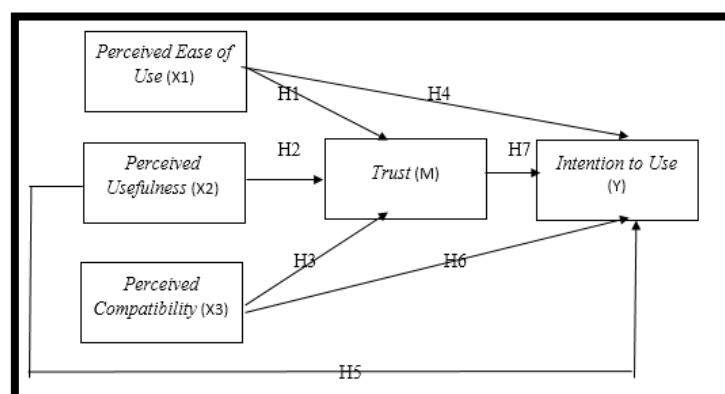 Perceived Ease of
Use (X1)
H1
H4
Perceived
Usefulness (X2)
H2
Trust (M)
H7
Intention to Use
(Y)
Perceived
Compatibility (X3)
H3
H6
H5